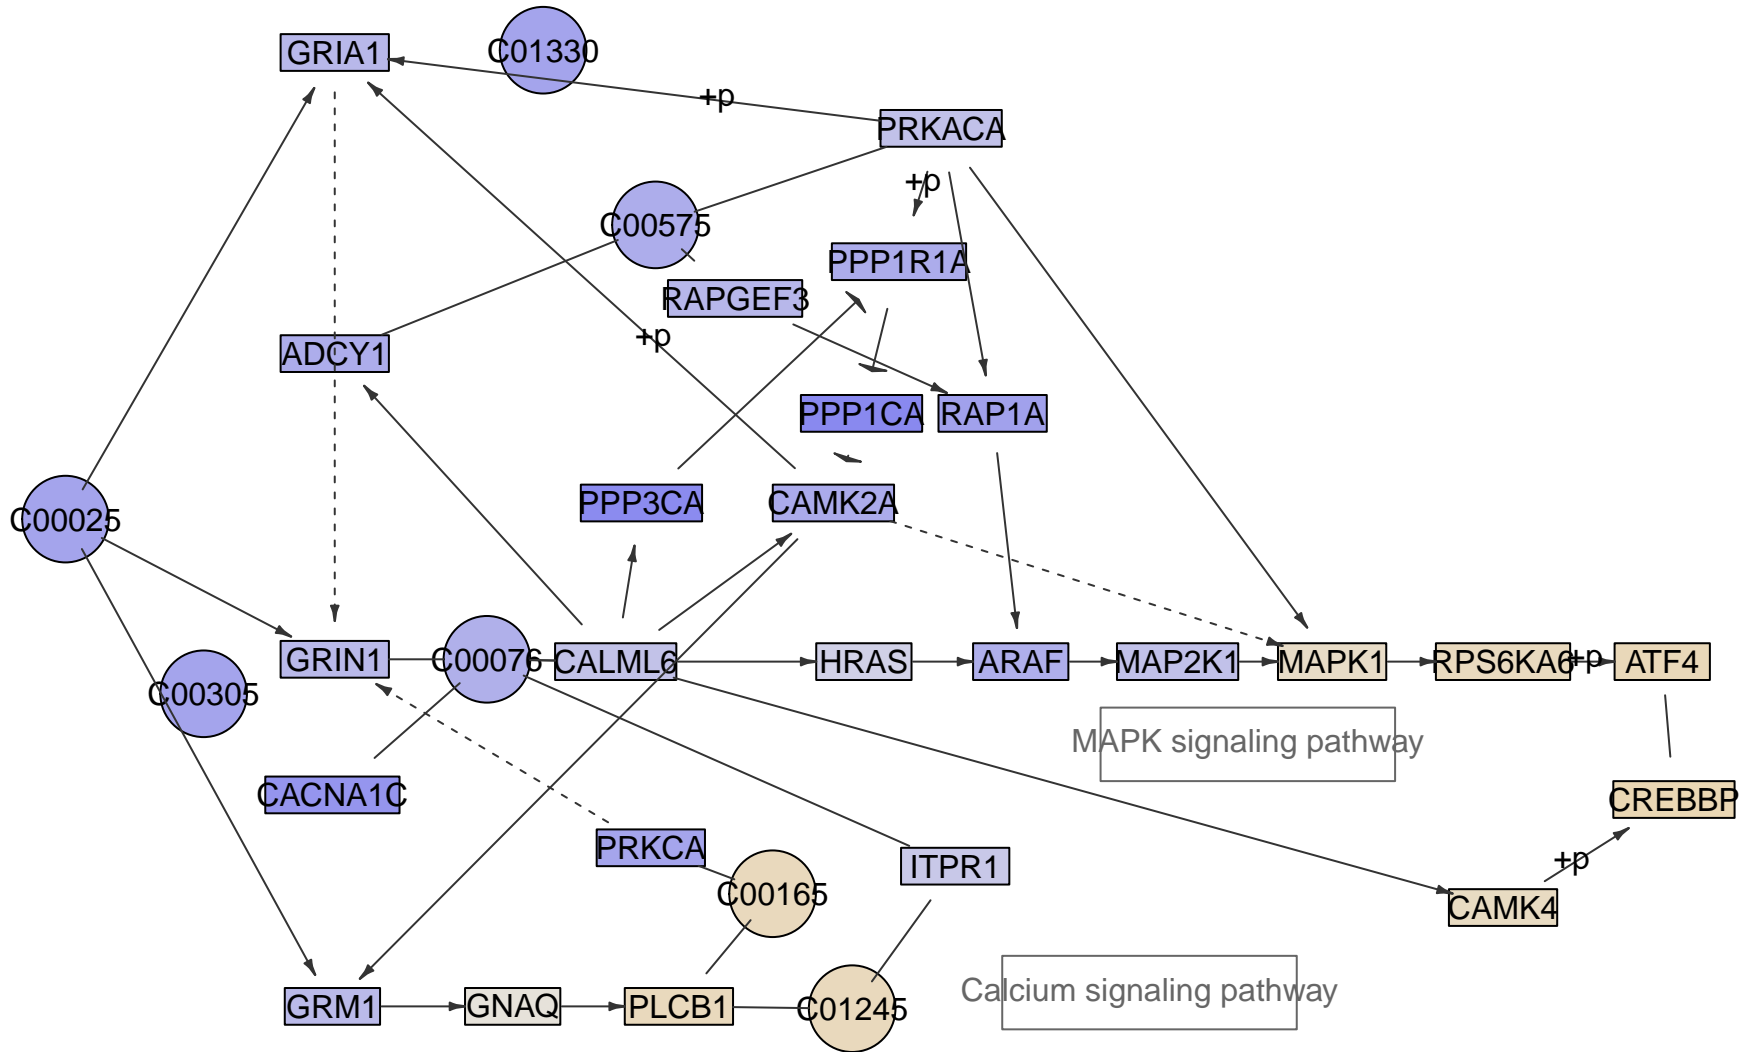 C01330
GRIA1
+p
PRKACA
+p
C00575
PPP1R1A
RAPGEF3
+p
ADCY1
PPP1CA
RAP1A
PPP3CA
CAMK2A
C00025
GRIN1
C00076
CALML6
HRAS
ARAF
MAP2K1
MAPK1
RPS6KA6
+p
ATF4
C00305
MAPK signaling pathway
CACNA1C
CREBBP
PRKCA
ITPR1
+p
C00165
CAMK4
Calcium signaling pathway
GRM1
GNAQ
PLCB1
C01245